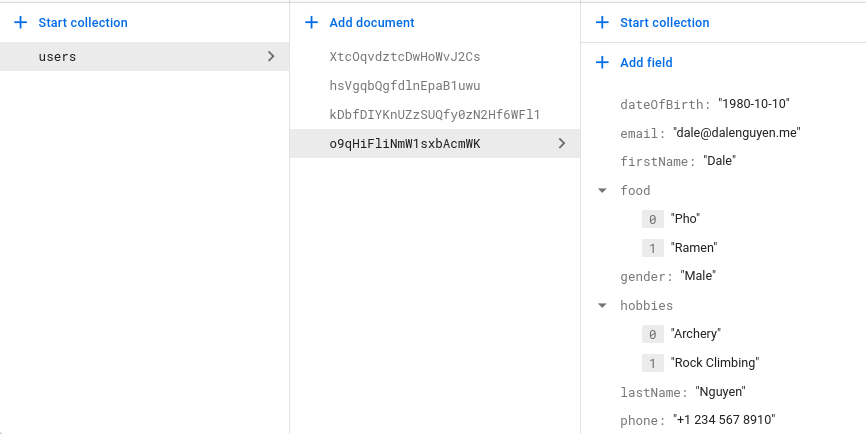 Start collection
users
Add document
XtcOqvdztcDwHoWvJ2Cs
hsVgqbQgfdlnEpaB1uwu
kDbfDIYKnUZzSUQfy0zN2Hf6WFl1
o9qHiFliNmW1sxbAcmWK
Start collection
Add field
dateOfBirth: "1980-10-10"
email: "dale@dalenguyen.me"
firstName: "Dale"
food
0 "Pho"
1 "Ramen"
gender: "Male"
hobbies
0 "Archery"
1 "Rock Climbing"
lastName: "Nguyen"
phone: "+1 234 567 8910"